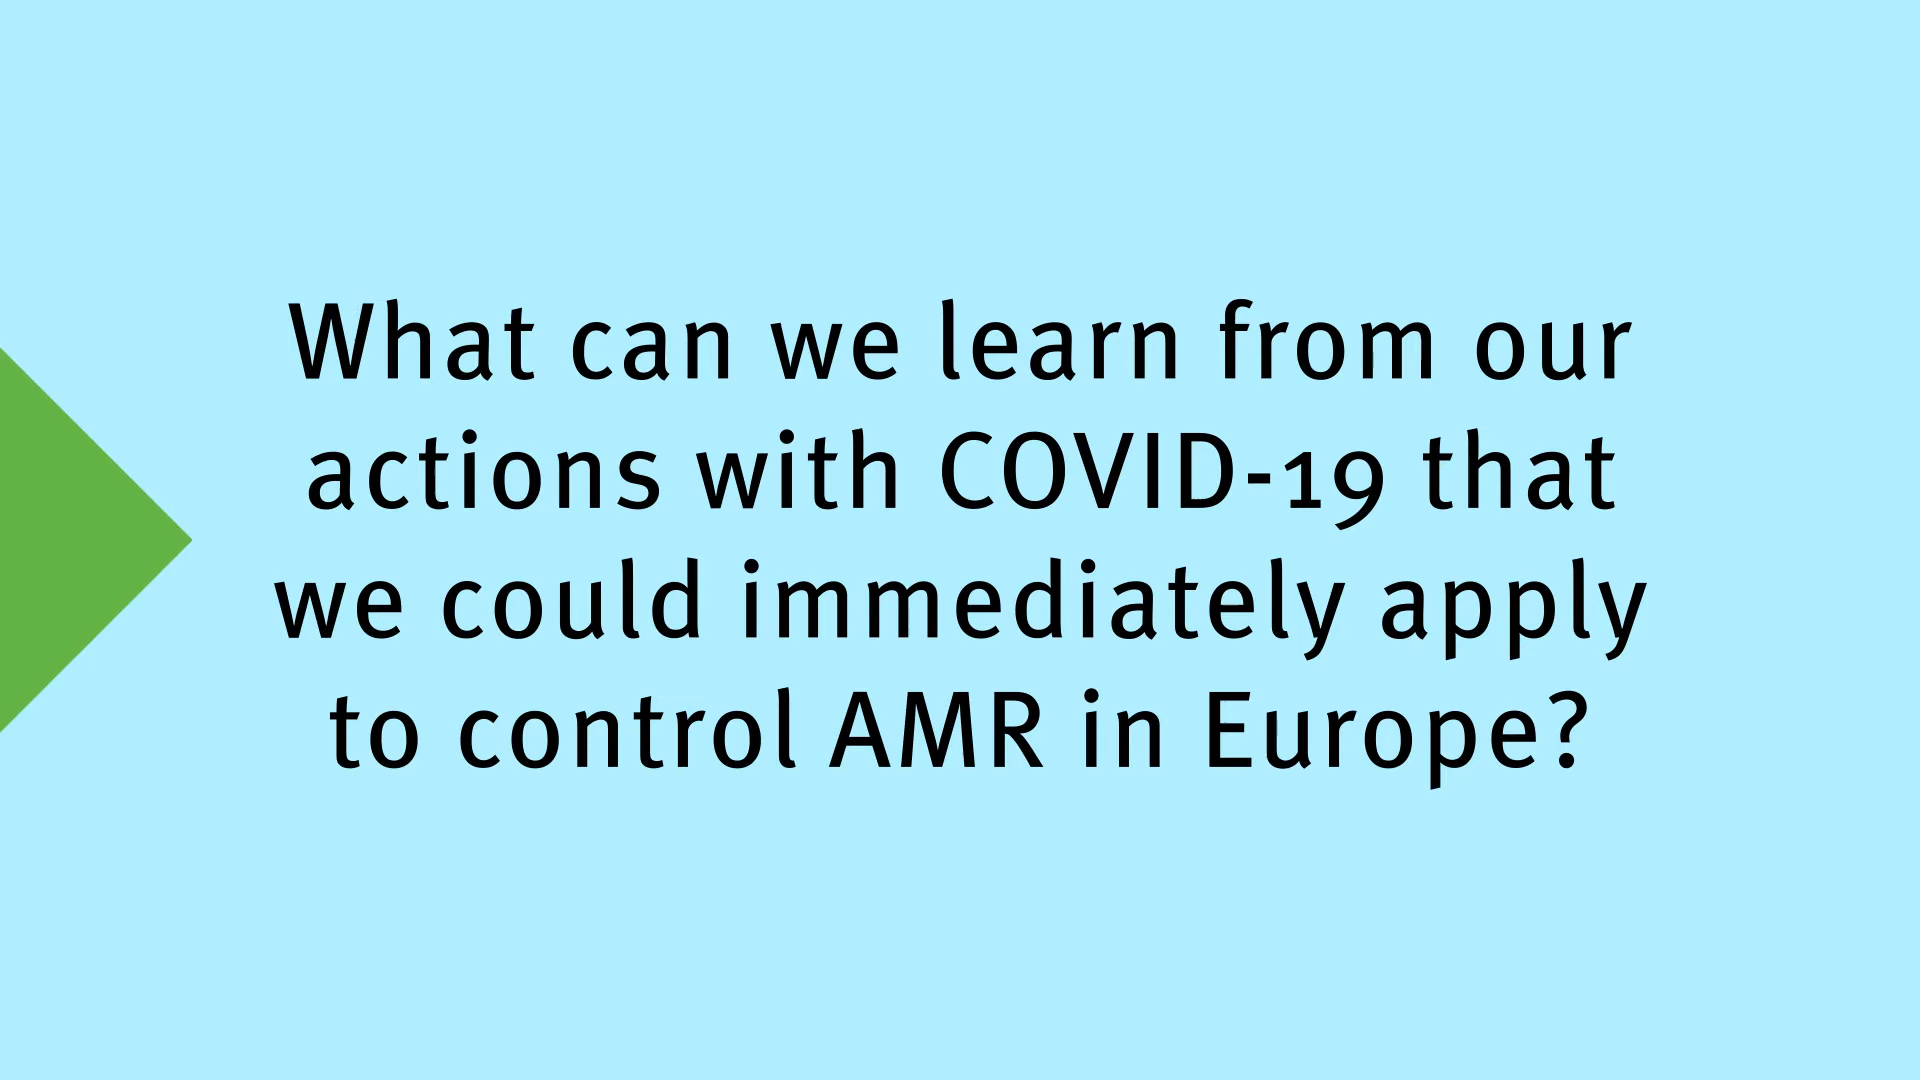 What can we learn from our
actions with COVID-19 that
we could immediately apply
to control AMR in Europe?